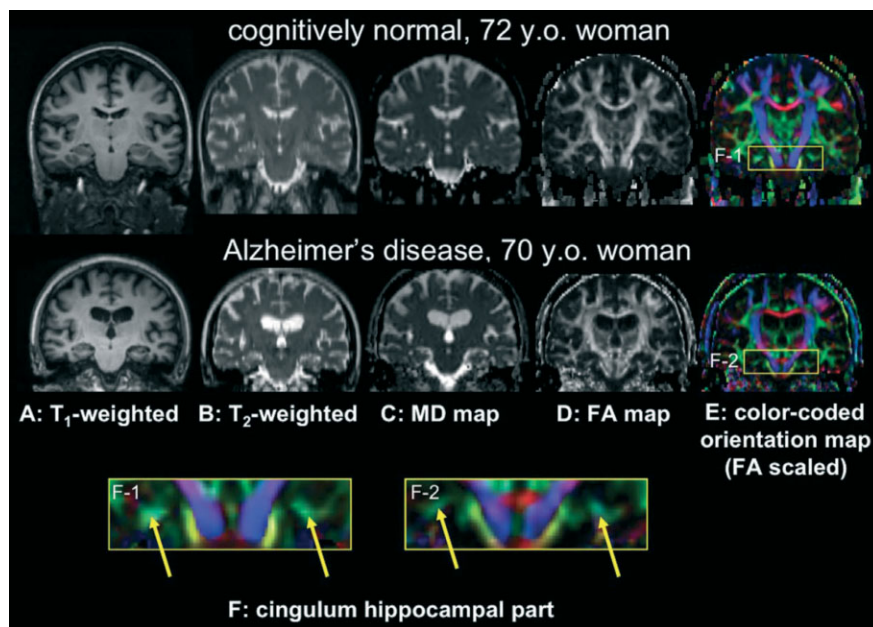 cognitively normal, 72 y.o. woman
F-1
Alzheimer's disease, 70 y.o. woman
F-2
A: T₁-weighted B: T₂-weighted C: MD map D: FA map E: color-coded
orientation map
(FA scaled)
F-1 F-2
F: cingulum hippocampal part